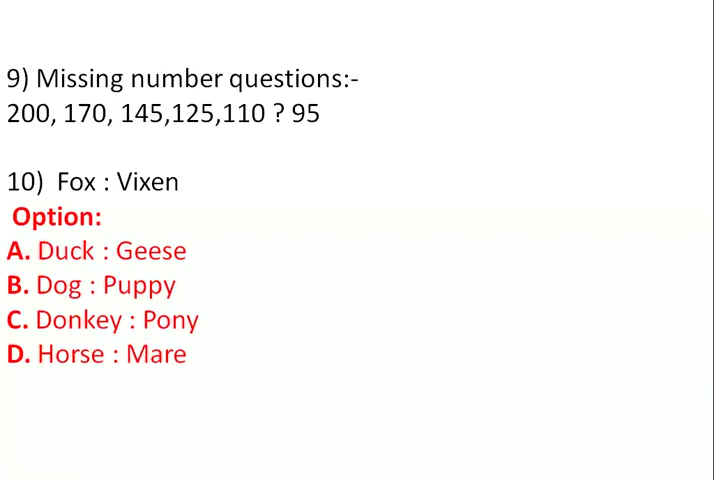 9) Missing number questions:-
200, 170, 145,125,110 ? 95
10)  Fox : Vixen
Option:
A. Duck : Geese
B. Dog : Puppy
C. Donkey : Pony
D. Horse : Mare